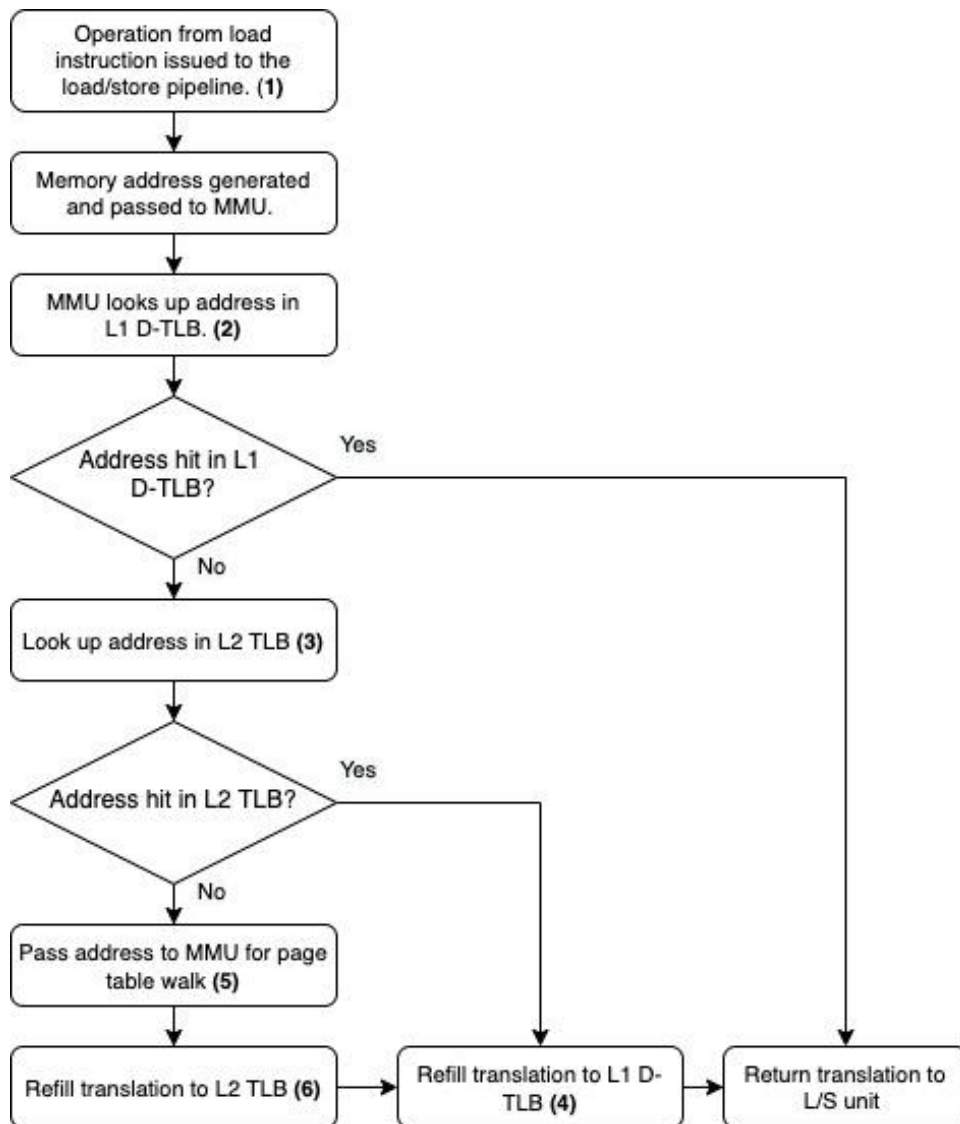 Operation from load
instruction issued to the
load/store pipeline. (1)
Memory address generated
and passed to MMU.
MMU looks up address in
L1 D-TLB. (2)
Address hit in L1
D-TLB?
Yes
No
Look up address in L2 TLB (3)
Address hit in L2 TLB?
Yes
No
Pass address to MMU for page
table walk (5)
Refill translation to L2 TLB (6)
Refill translation to L1 D-
TLB (4)
Return translation to
L/S unit